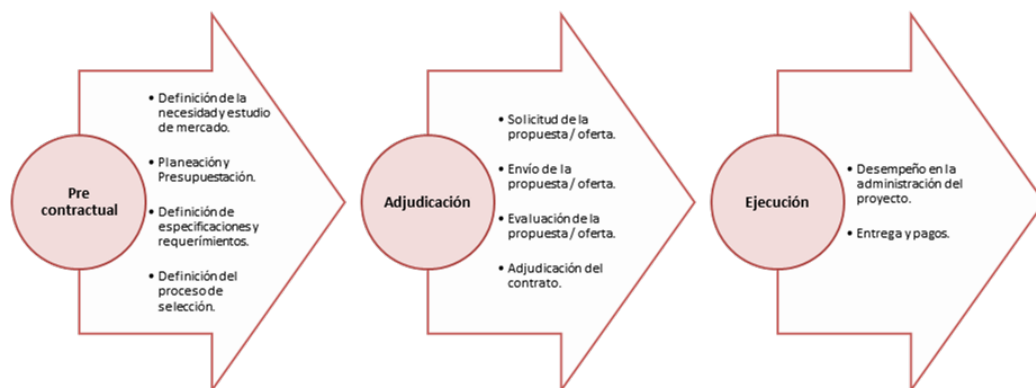 Pre
contractual
• Definición de la
necesidad y estudio
de mercado.
• Planeación y
Presupuestación.
• Definición de
especificaciones y
requerímientos.
• Definición del
proceso de
selección.
Adjudicación
• Solicitud de la
propuesta / oferta.
• Envío de la
propuesta / oferta.
• Evaluación de la
propuesta / oferta.
• Adjudicación del
contrato.
Ejecución
• Desempeño en la
administración del
proyecto.
• Entrega y pagos.